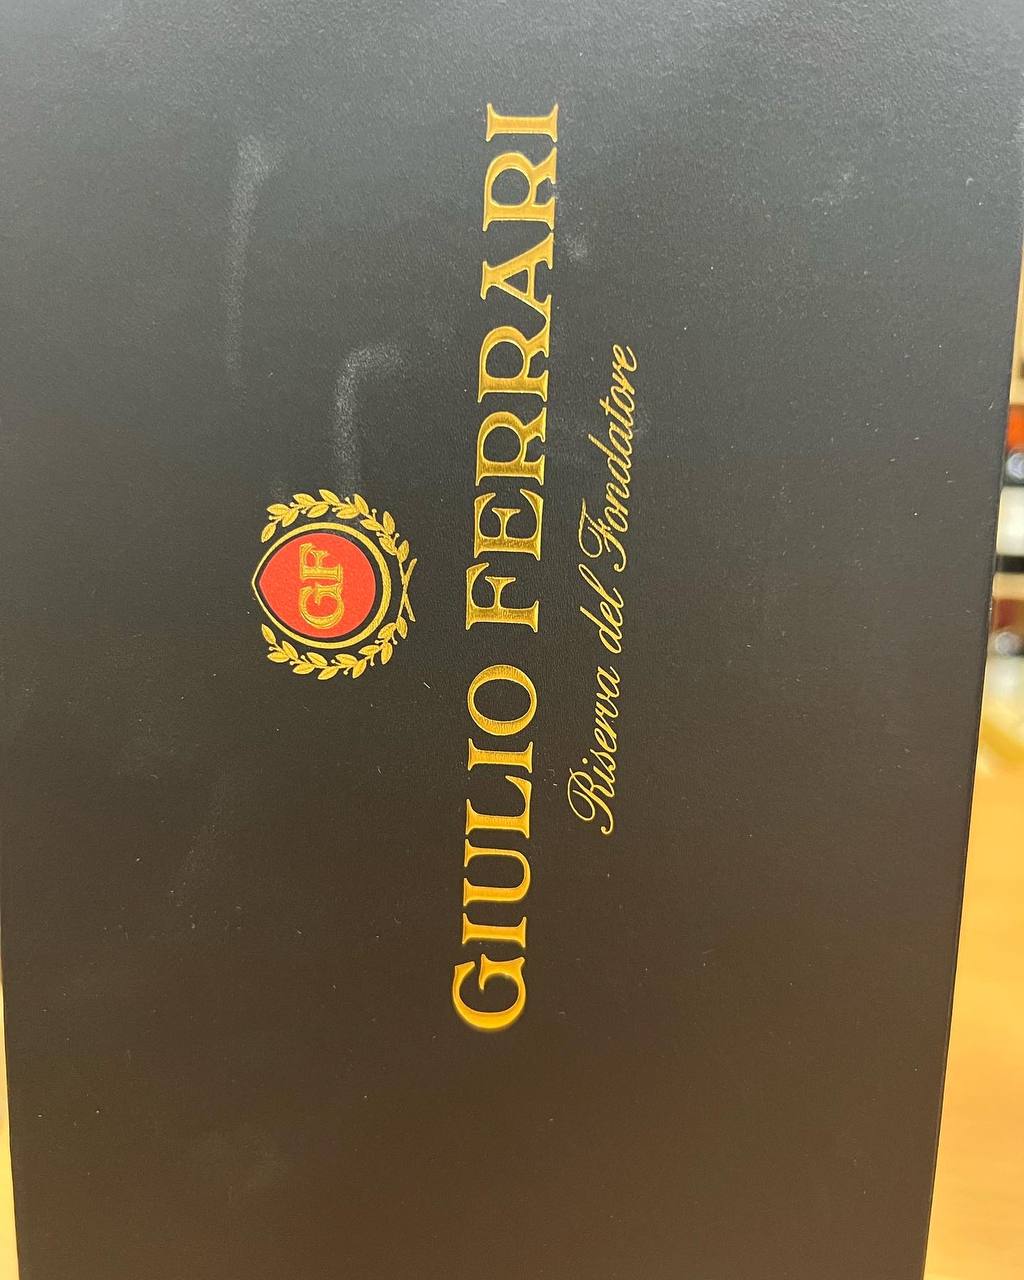 GF
GIULIO FERRARI
Riserva del Fondatore